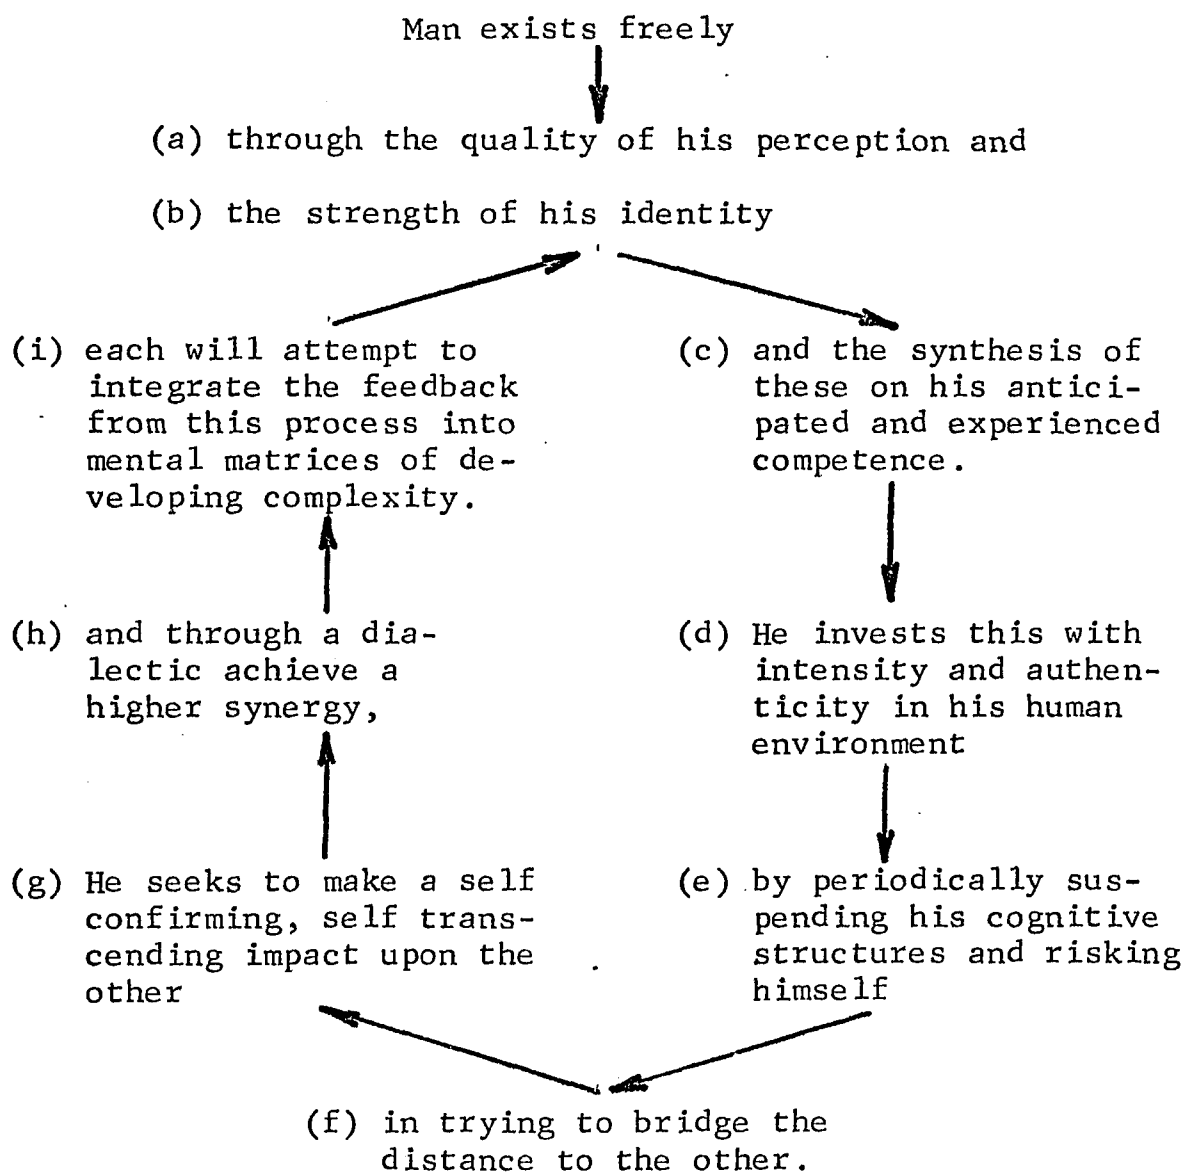 Man exists freely
(a) through the quality of his perception and
(b) the strength of his identity
(c) and the synthesis of
these on his antici-
pated and experienced
competence.
(d) He invests this with
intensity and authen-
ticity in his human
environment
(e) by periodically sus-
pending his cognitive
structures and risking
himself
(f) in trying to bridge the
distance to the other.
(g) He seeks to make a self
confirming, self trans-
cending impact upon the
other
(h) and through a dia-
lectic achieve a
higher synergy,
(i) each will attempt to
integrate the feedback
from this process into
mental matrices of de-
veloping complexity.